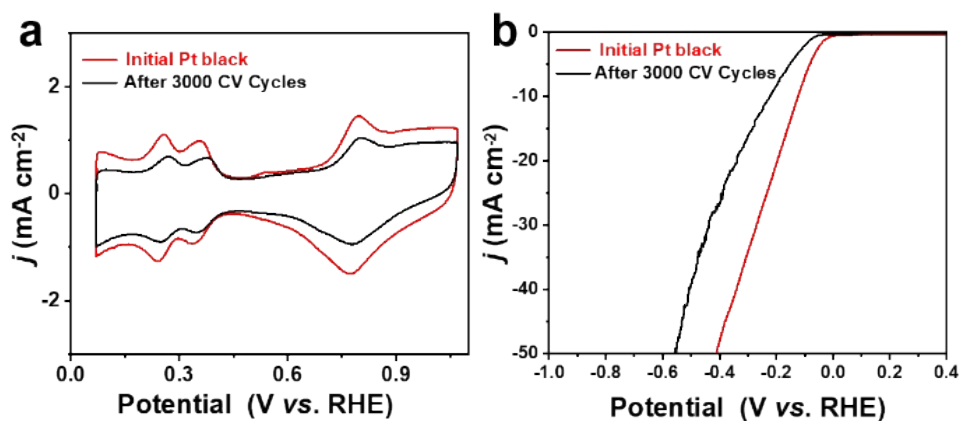 a
Initial Pt black
After 3000 CV Cycles
2
0
-2
j (mA cm-2)
0.0 0.3 0.6 0.9
Potential (V vs. RHE)
b
Initial Pt black
After 3000 CV Cycles
0
-10
-20
-30
-40
-50
j (mA cm-2)
-1.0 -0.8 -0.6 -0.4 -0.2 0.0 0.2 0.4
Potential (V vs. RHE)